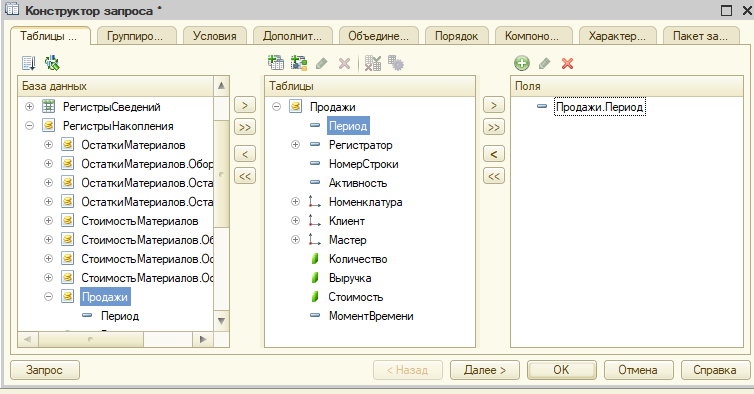 Конструктор запроса *
Таблицы ...
Группиро...
Условия
Дополнит...
Объедине...
Порядок
Компоно...
Характер...
Пакет за...
База данных
РегистрыСведений
РегистрыНакопления
ОстаткиМатериалов
ОстаткиМатериалов.Обор
ОстаткиМатериалов.Оста
ОстаткиМатериалов.Оста
СтоимостьМатериалов
СтоимостьМатериалов.Об
СтоимостьМатериалов.Ос
СтоимостьМатериалов.Ос
Продажи
Период
>
>>
<
<<
Таблицы
Продажи
Период
Регистратор
НомерСтроки
Активность
Номенклатура
Клиент
Мастер
Количество
Выручка
Стоимость
МоментВремени
>
>>
<
<<
Поля
Продажи.Период
Запрос
< Назад
Далее >
OK
Отмена
Справка